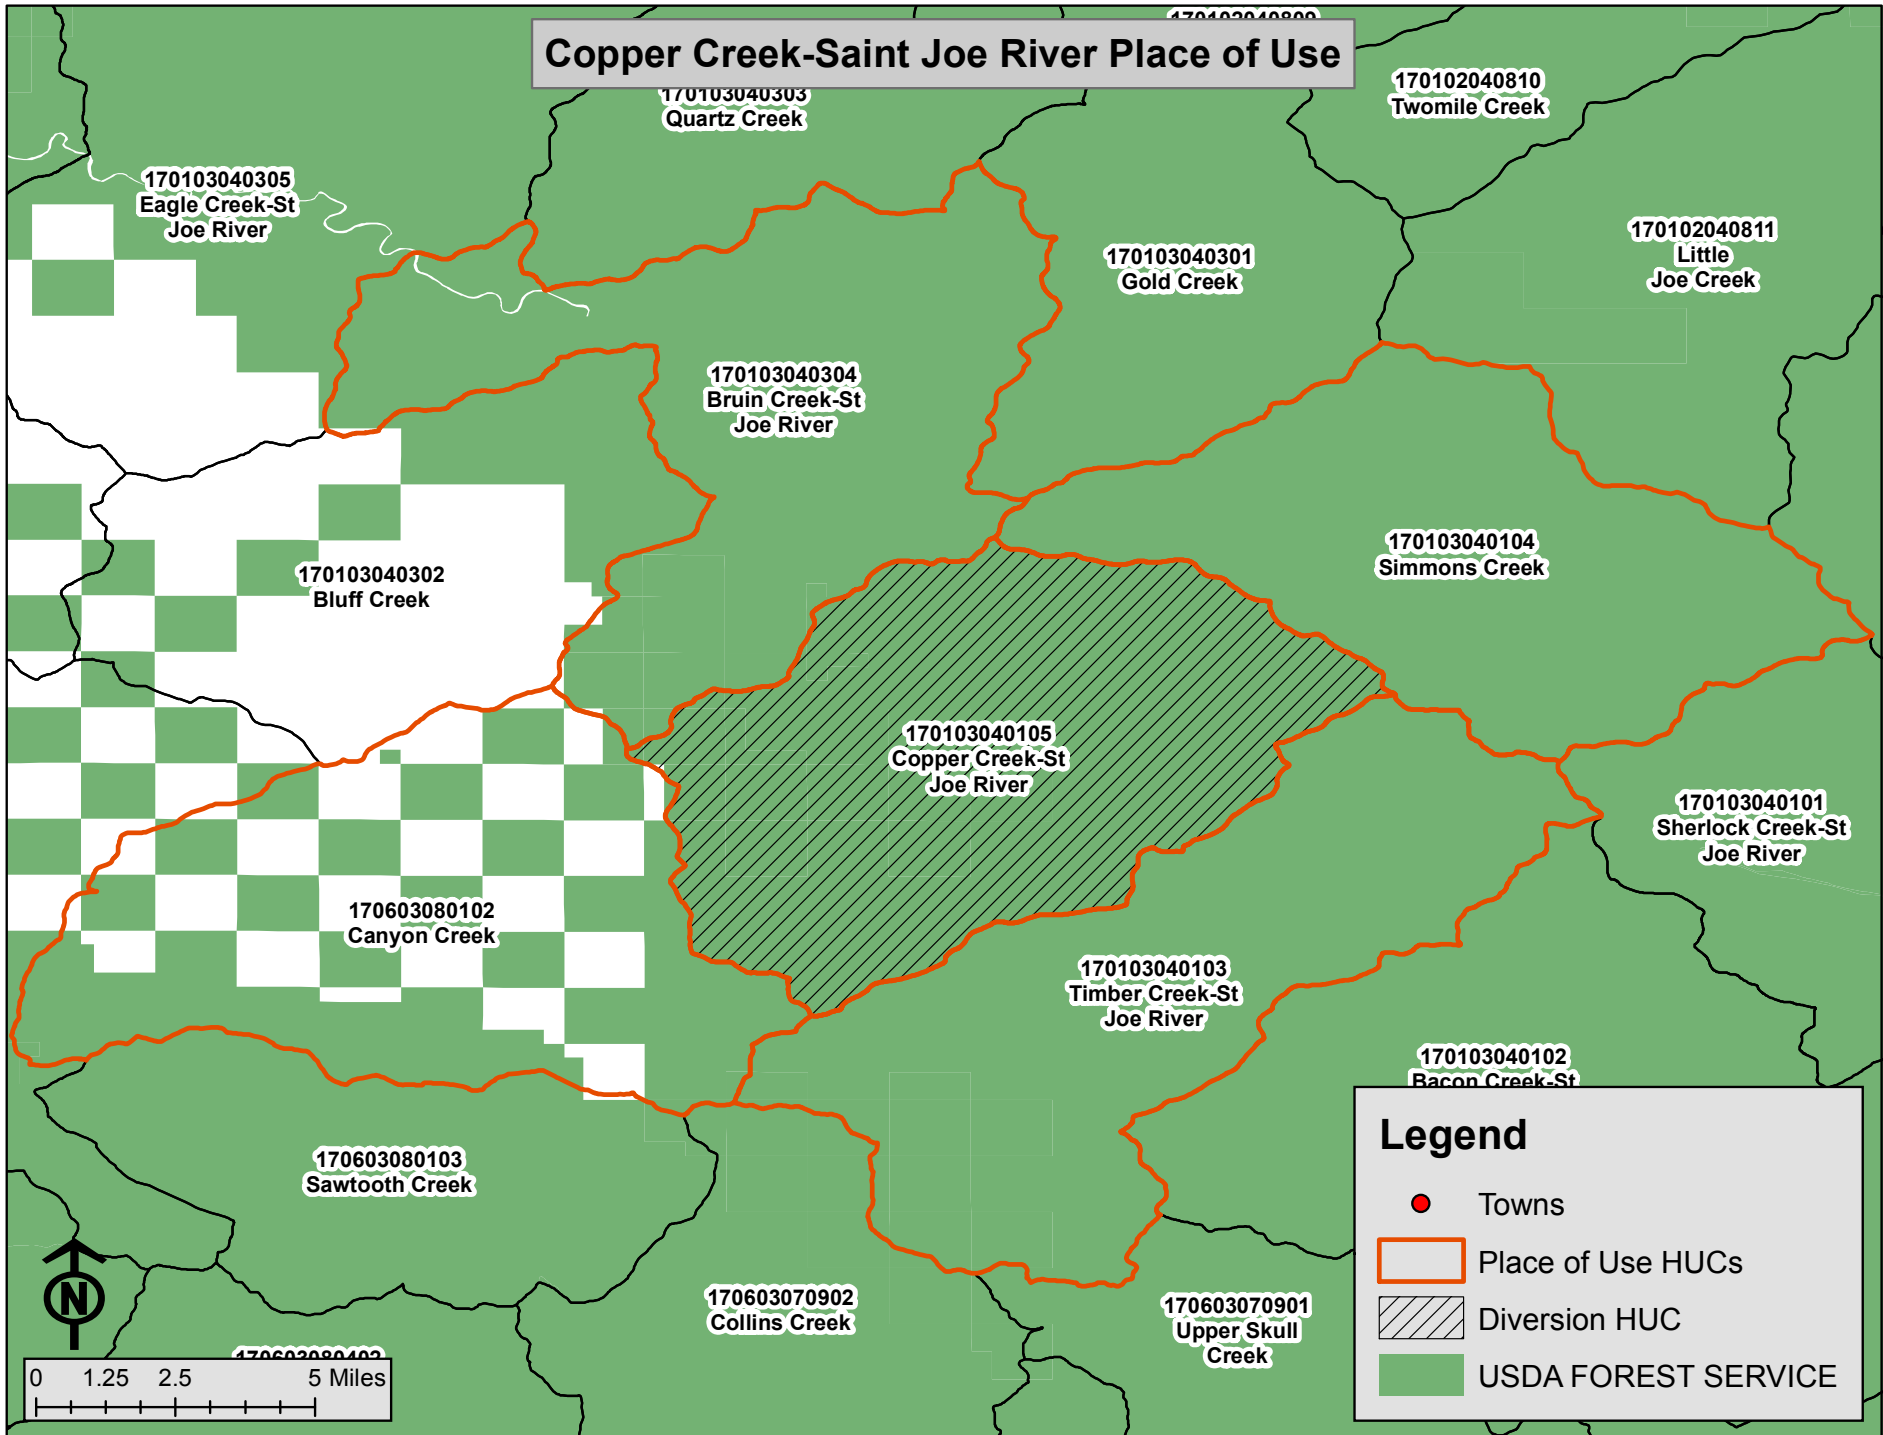 Copper Creek-Saint Joe River Place of Use
170102040809
170103040303
Quartz Creek
170102040810
Twomile Creek
170103040305
Eagle Creek-St
Joe River
170103040301
Gold Creek
170102040811
Little
Joe Creek
170103040304
Bruin Creek-St
Joe River
170103040302
Bluff Creek
170103040104
Simmons Creek
170103040105
Copper Creek-St
Joe River
170103040101
Sherlock Creek-St
Joe River
170603080102
Canyon Creek
170103040103
Timber Creek-St
Joe River
170103040102
Bacon Creek-St
170603080103
Sawtooth Creek
170603070902
Collins Creek
170603070901
Upper Skull
Creek
170603080402
N
0 1.25 2.5 5 Miles
Legend
Towns
Place of Use HUCs
Diversion HUC
USDA FOREST SERVICE